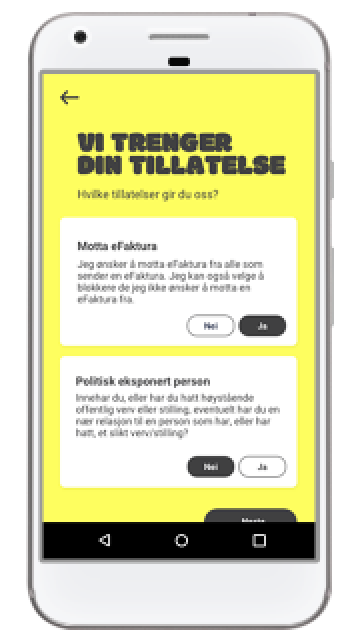 VI TRENGER
DIN TILLATELSE
Hvilke tillatelser gir du oss?
Motta eFaktura
Jeg ønsker å motta eFaktura fra alle som
sender en eFaktura. Jeg kan også velge å
blokkere de jeg ikke ønsker å motta en
eFaktura fra.
Nei Ja
Politisk eksponert person
Innehar du, eller har du hatt høystående
offentlig verv eller stilling, eventuelt har du en
nær relasjon til en person som har, eller har
hatt, et slikt verv/stilling?
Nei Ja